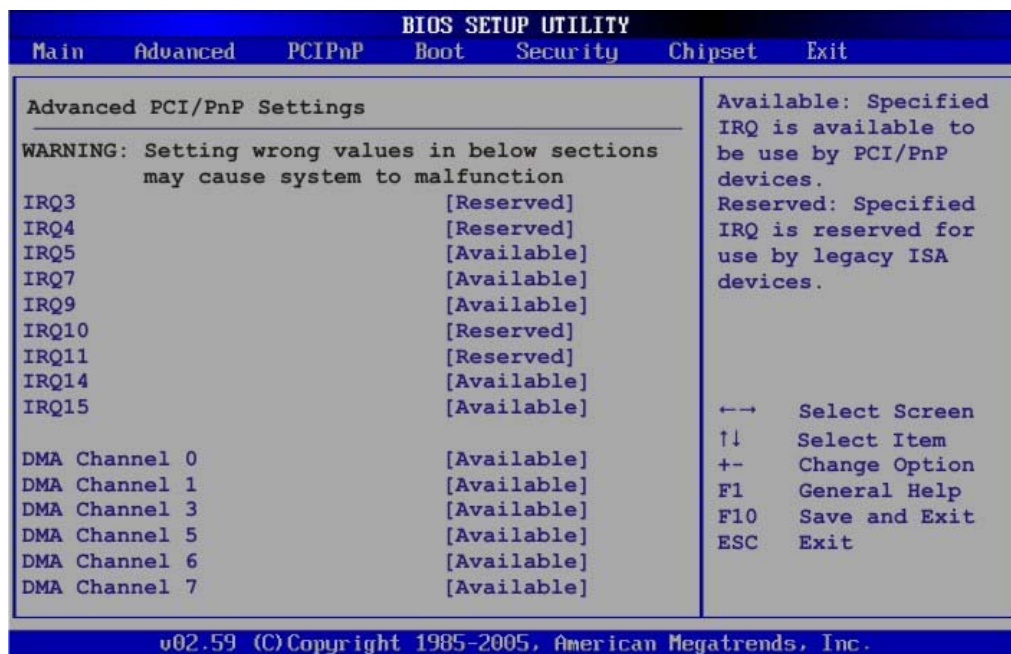 BIOS SETUP UTILITY
Main Advanced PCIPnP Boot Security Chipset Exit
Advanced PCI/PnP Settings
WARNING: Setting wrong values in below sections
may cause system to malfunction
IRQ3 [Reserved]
IRQ4 [Reserved]
IRQ5 [Available]
IRQ7 [Available]
IRQ9 [Available]
IRQ10 [Reserved]
IRQ11 [Reserved]
IRQ14 [Available]
IRQ15 [Available]
DMA Channel 0 [Available]
DMA Channel 1 [Available]
DMA Channel 3 [Available]
DMA Channel 5 [Available]
DMA Channel 6 [Available]
DMA Channel 7 [Available]
Available: Specified
IRQ is available to
be use by PCI/PnP
devices.
Reserved: Specified
IRQ is reserved for
use by legacy ISA
devices.
←→ Select Screen
↑↓ Select Item
+- Change Option
F1 General Help
F10 Save and Exit
ESC Exit
v02.59 (C)Copyright 1985-2005, American Megatrends, Inc.